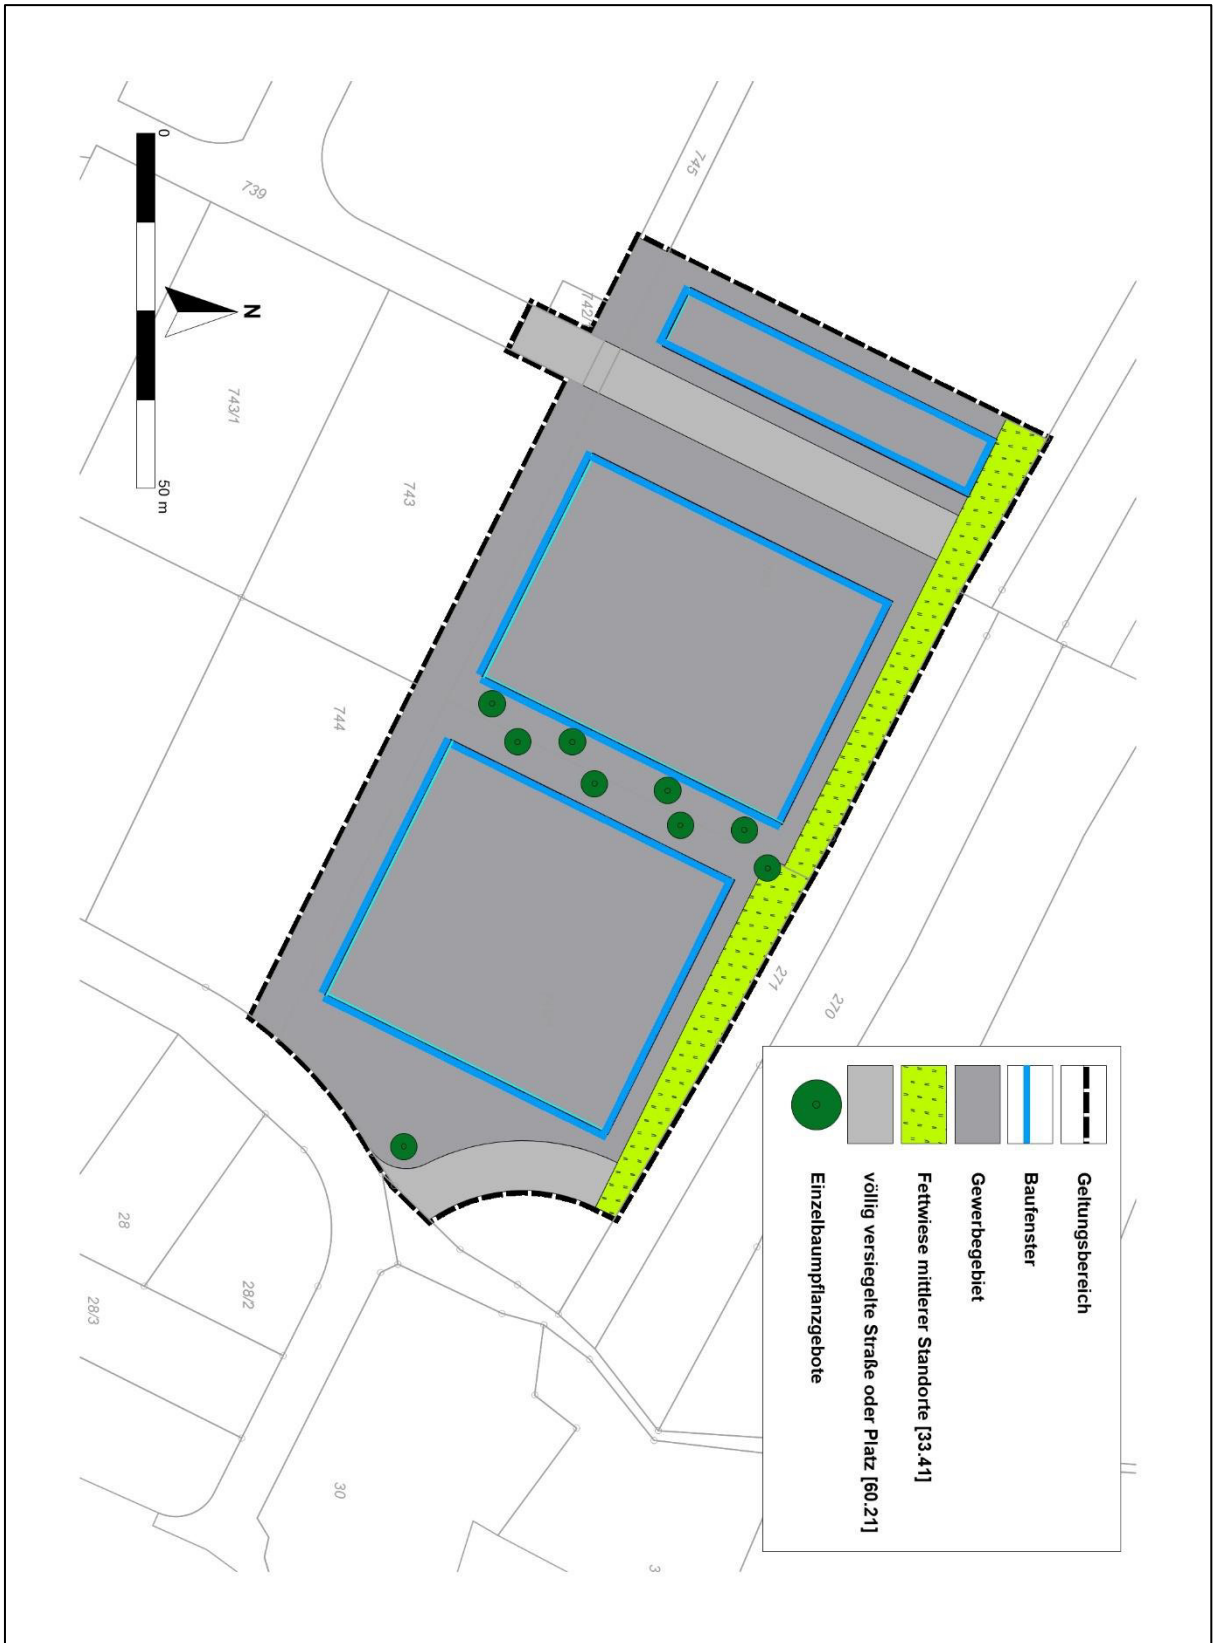 Geltungsbereich
Baufenster
Gewerbegebiet
Fettwiese mittlerer Standorte [33.41]
völlig versiegelte Straße oder Platz [60.21]
Einzelbaumpflanzgebote
745
739
742/
743/1
743
744
271
270
28
28/2
28/3
30
3
N
0
50 m